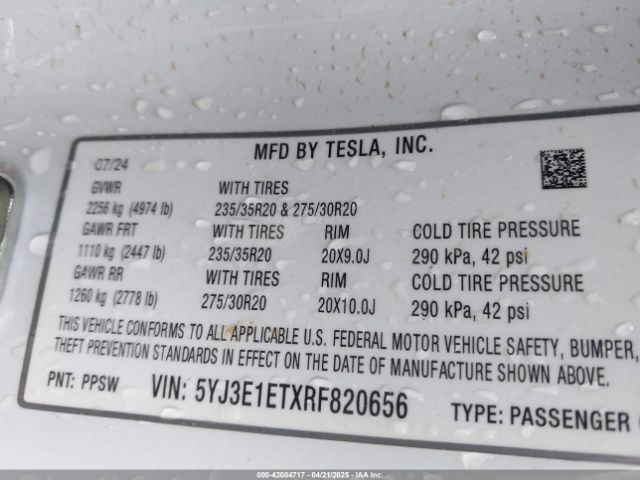 MFD BY TESLA, INC.
07/24
GVWR WITH TIRES
2256 kg (4974 lb) 235/35R20 & 275/30R20
GAWR FRT WITH TIRES RIM COLD TIRE PRESSURE
1110 kg (2447 lb) 235/35R20 20X9.0J 290 kPa, 42 psi
GAWR RR WITH TIRES RIM COLD TIRE PRESSURE
1260 kg (2778 lb) 275/30R20 20X10.0J 290 kPa, 42 psi
THIS VEHICLE CONFORMS TO ALL APPLICABLE U.S. FEDERAL MOTOR VEHICLE SAFETY, BUMPER,
THEFT PREVENTION STANDARDS IN EFFECT ON THE DATE OF MANUFACTURE SHOWN ABOVE.
PNT: PPSW VIN: 5YJ3E1ETXRF820656 TYPE: PASSENGER
000-42084717 - 04/21/2025 - IAAI.COM